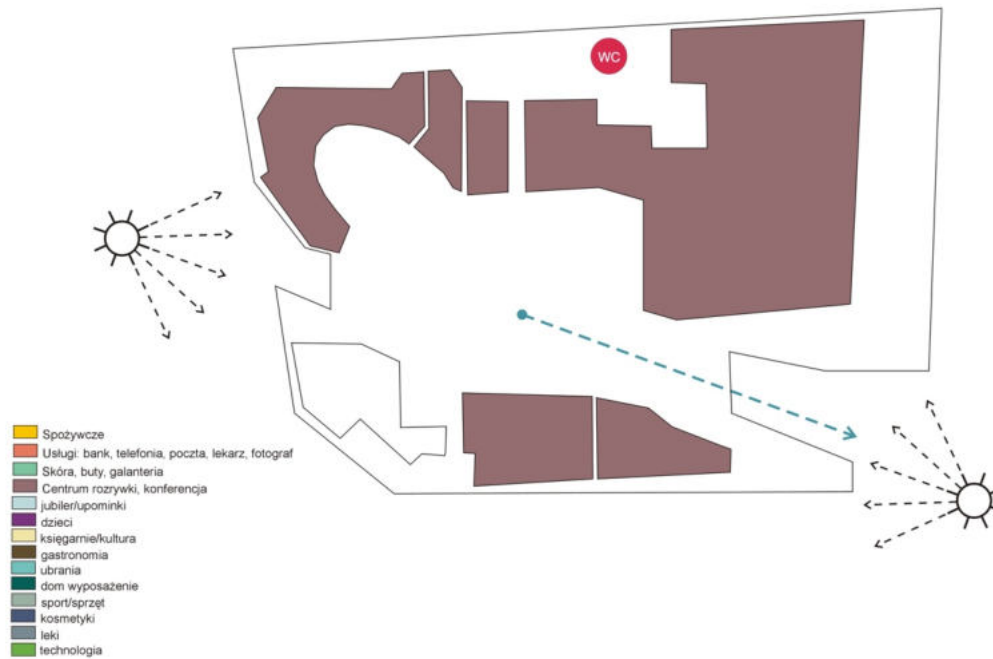 WC
Spożywcze
Usługi: bank, telefonia, poczta, lekarz, fotograf
Skóra, buty, galanteria
Centrum rozrywki, konferencja
jubiler/upominki
dzieci
księgarnie/kultura
gastronomia
ubrania
dom wyposażenie
sport/sprzęt
kosmetyki
leki
technologia